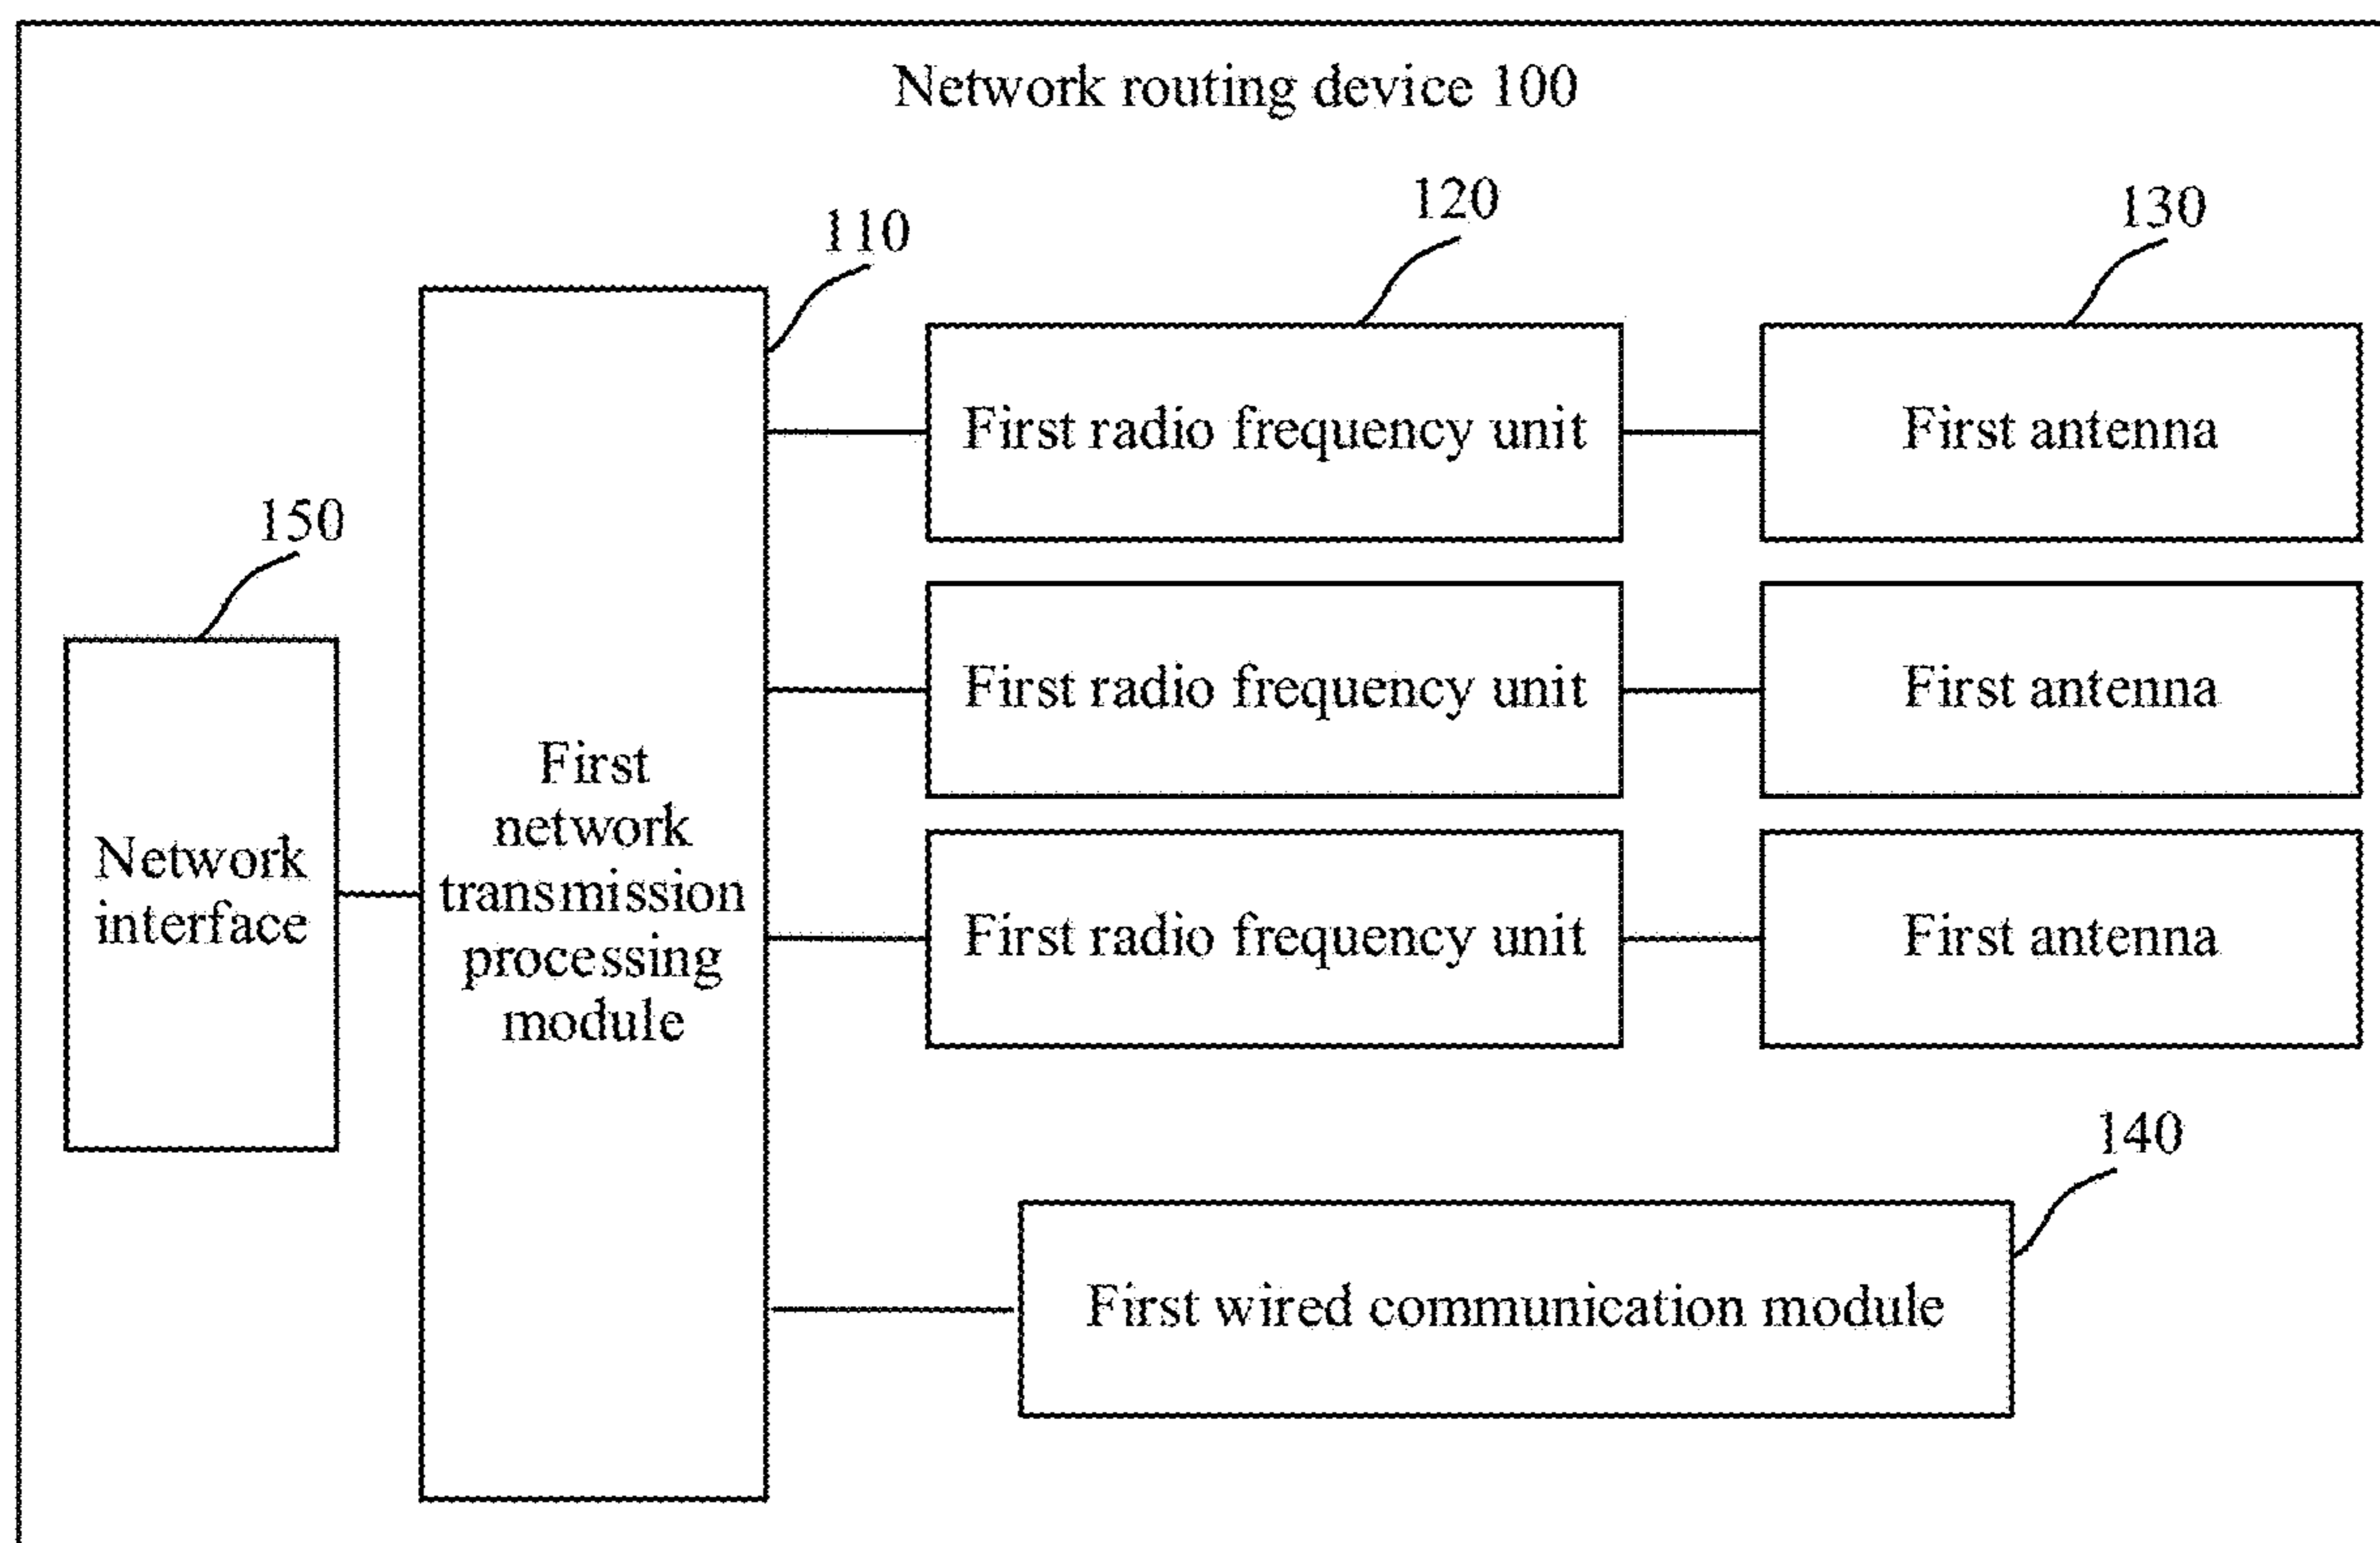 Network routing device 100
110
120
130
150
First radio frequency unit
First antenna
First radio frequency unit
First antenna
First radio frequency unit
First antenna
Network
interface
First
network
transmission
processing
module
140
First wired communication module